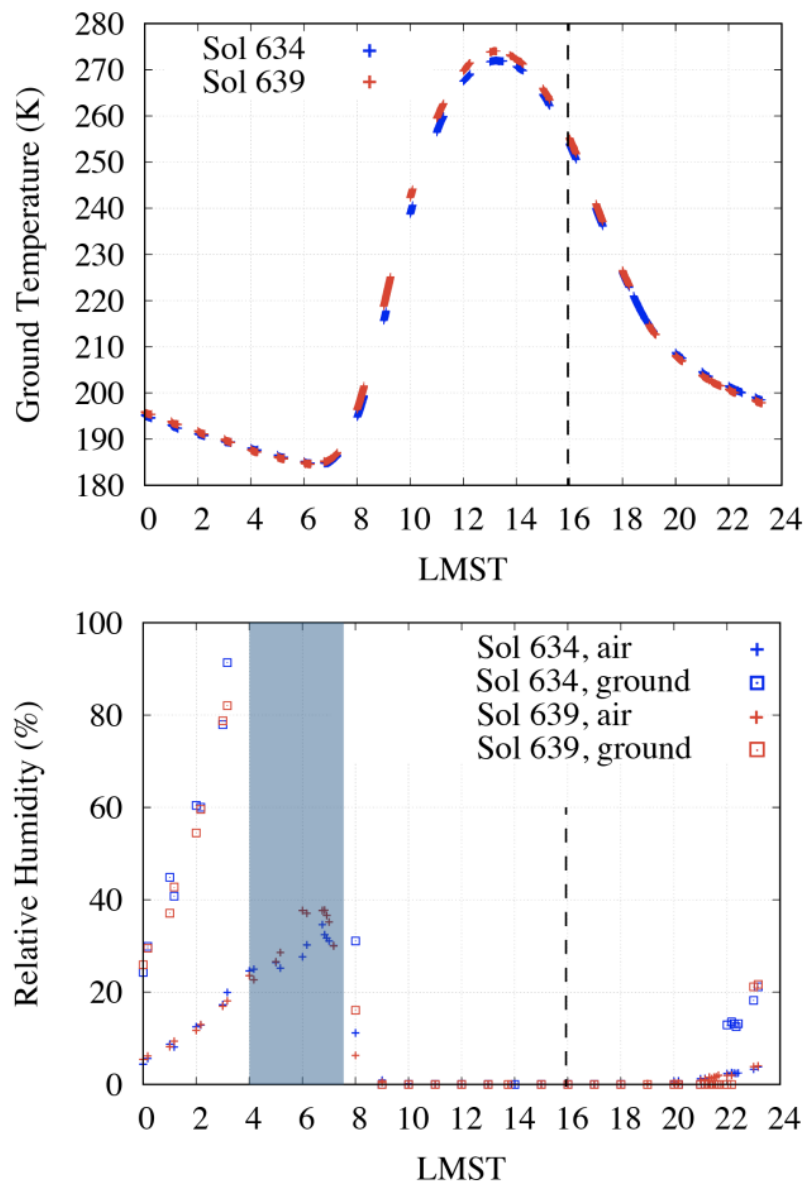 280
270
260
250
240
230
220
210
200
190
180
Ground Temperature (K)
Sol 634
Sol 639
0 2 4 6 8 10 12 14 16 18 20 22 24
LMST
100
80
60
40
20
0
Relative Humidity (%)
Sol 634, air
Sol 634, ground
Sol 639, air
Sol 639, ground
0 2 4 6 8 10 12 14 16 18 20 22 24
LMST